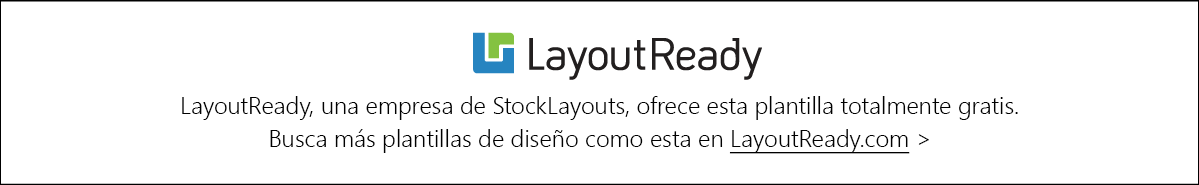 LayoutReady
LayoutReady, una empresa de StockLayouts, ofrece esta plantilla totalmente gratis.
Busca más plantillas de diseño como esta en LayoutReady.com >